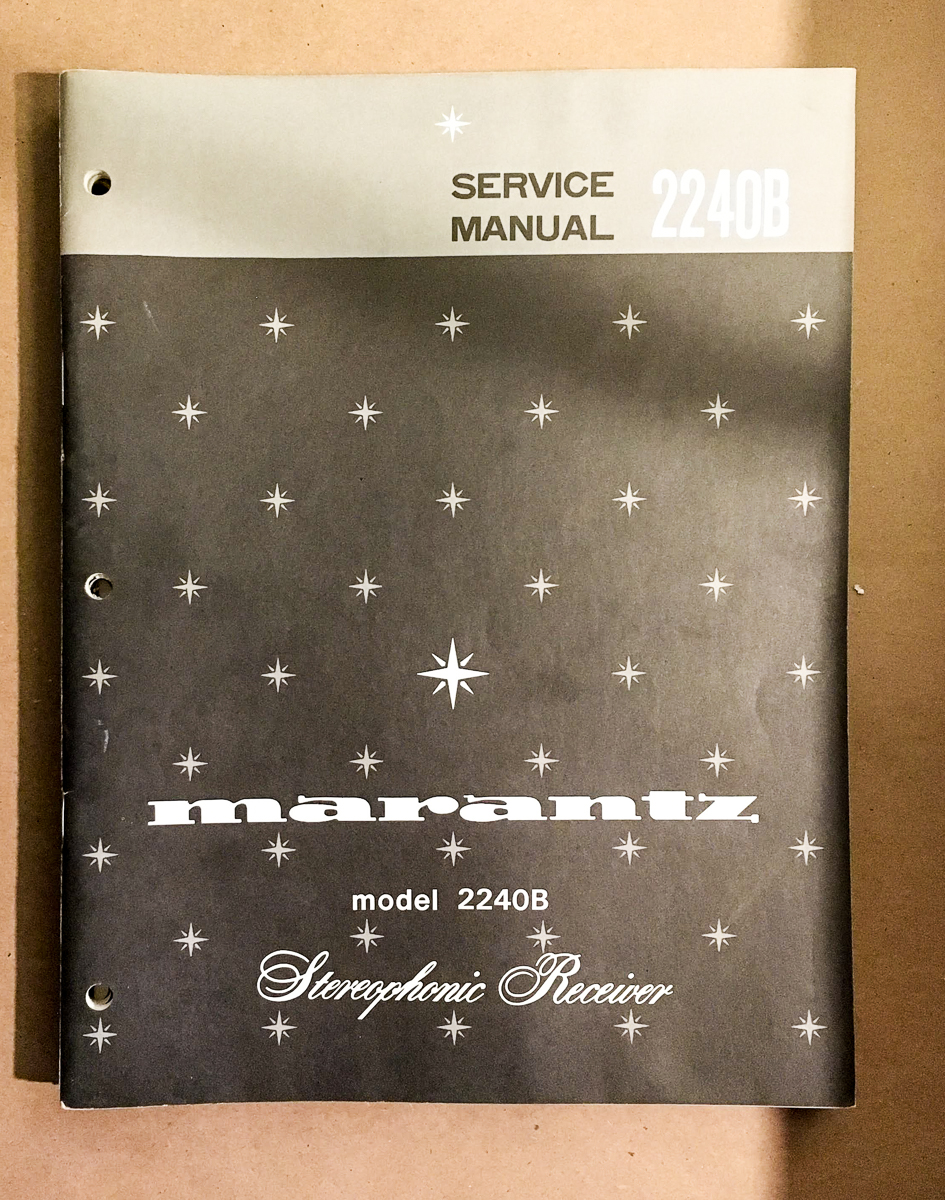 SERVICE
MANUAL 2240B
marantz
model 2240B
Stereophonic Receiver